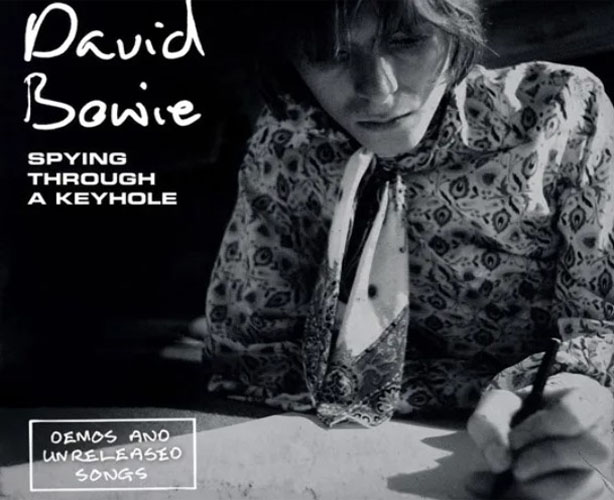 David
Bowie
SPYING
THROUGH
A KEYHOLE
DEMOS AND
UNRELEASED
SONGS